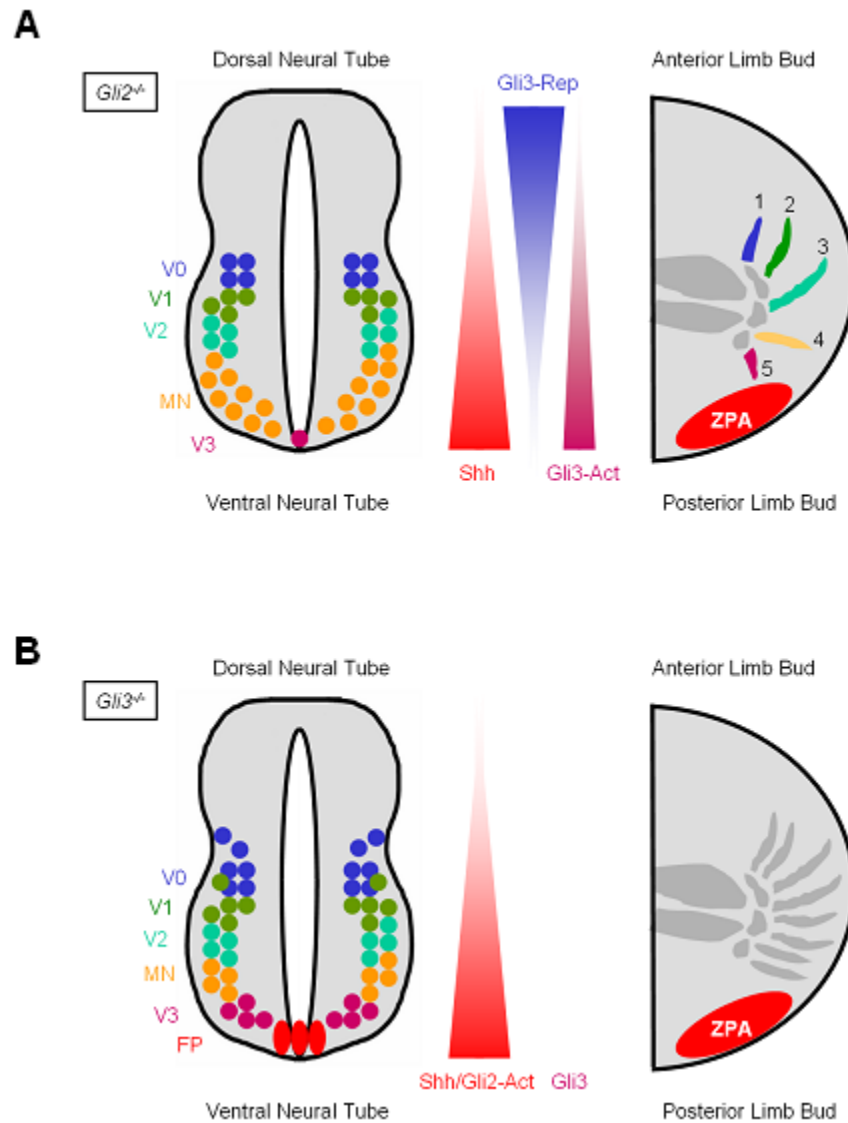 A
Dorsal Neural Tube
Anterior Limb Bud
Gli2-/-
Gli3-Rep
1
2
3
V0
V1
V2
4
5
MN
ZPA
V3
Shh
Gli3-Act
Ventral Neural Tube
Posterior Limb Bud
B
Dorsal Neural Tube
Anterior Limb Bud
Gli3-/-
V0
V1
V2
MN
V3
ZPA
FP
Shh/Gli2-Act
Gli3
Ventral Neural Tube
Posterior Limb Bud